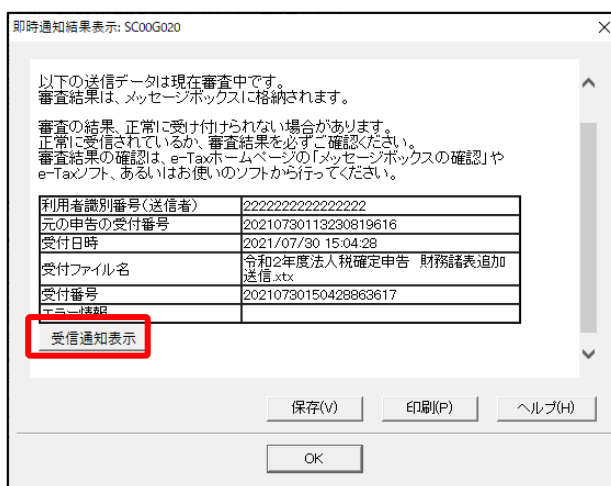 即時通知結果表示: SC00G020
以下の送信データは現在審査中です。
審査結果は、メッセージボックスに格納されます。
審査の結果、正常に受け付けられない場合があります。
正常に受信されているか、審査結果を必ずご確認ください。
審査結果の確認は、e-Taxホームページの「メッセージボックスの確認」や
e-Taxソフト、あるいはお使いのソフトから行ってください。
利用者識別番号(送信者) 2222222222222222
元の申告の受付番号 20210730113230819616
受付日時 2021/07/30 15:04:28
受付ファイル名 令和2年度法人税確定申告 財務諸表追加
送信.xtx
受付番号 20210730150428863617
エラー情報
受信通知表示
保存(V) 印刷(P) ヘルプ(H)
OK